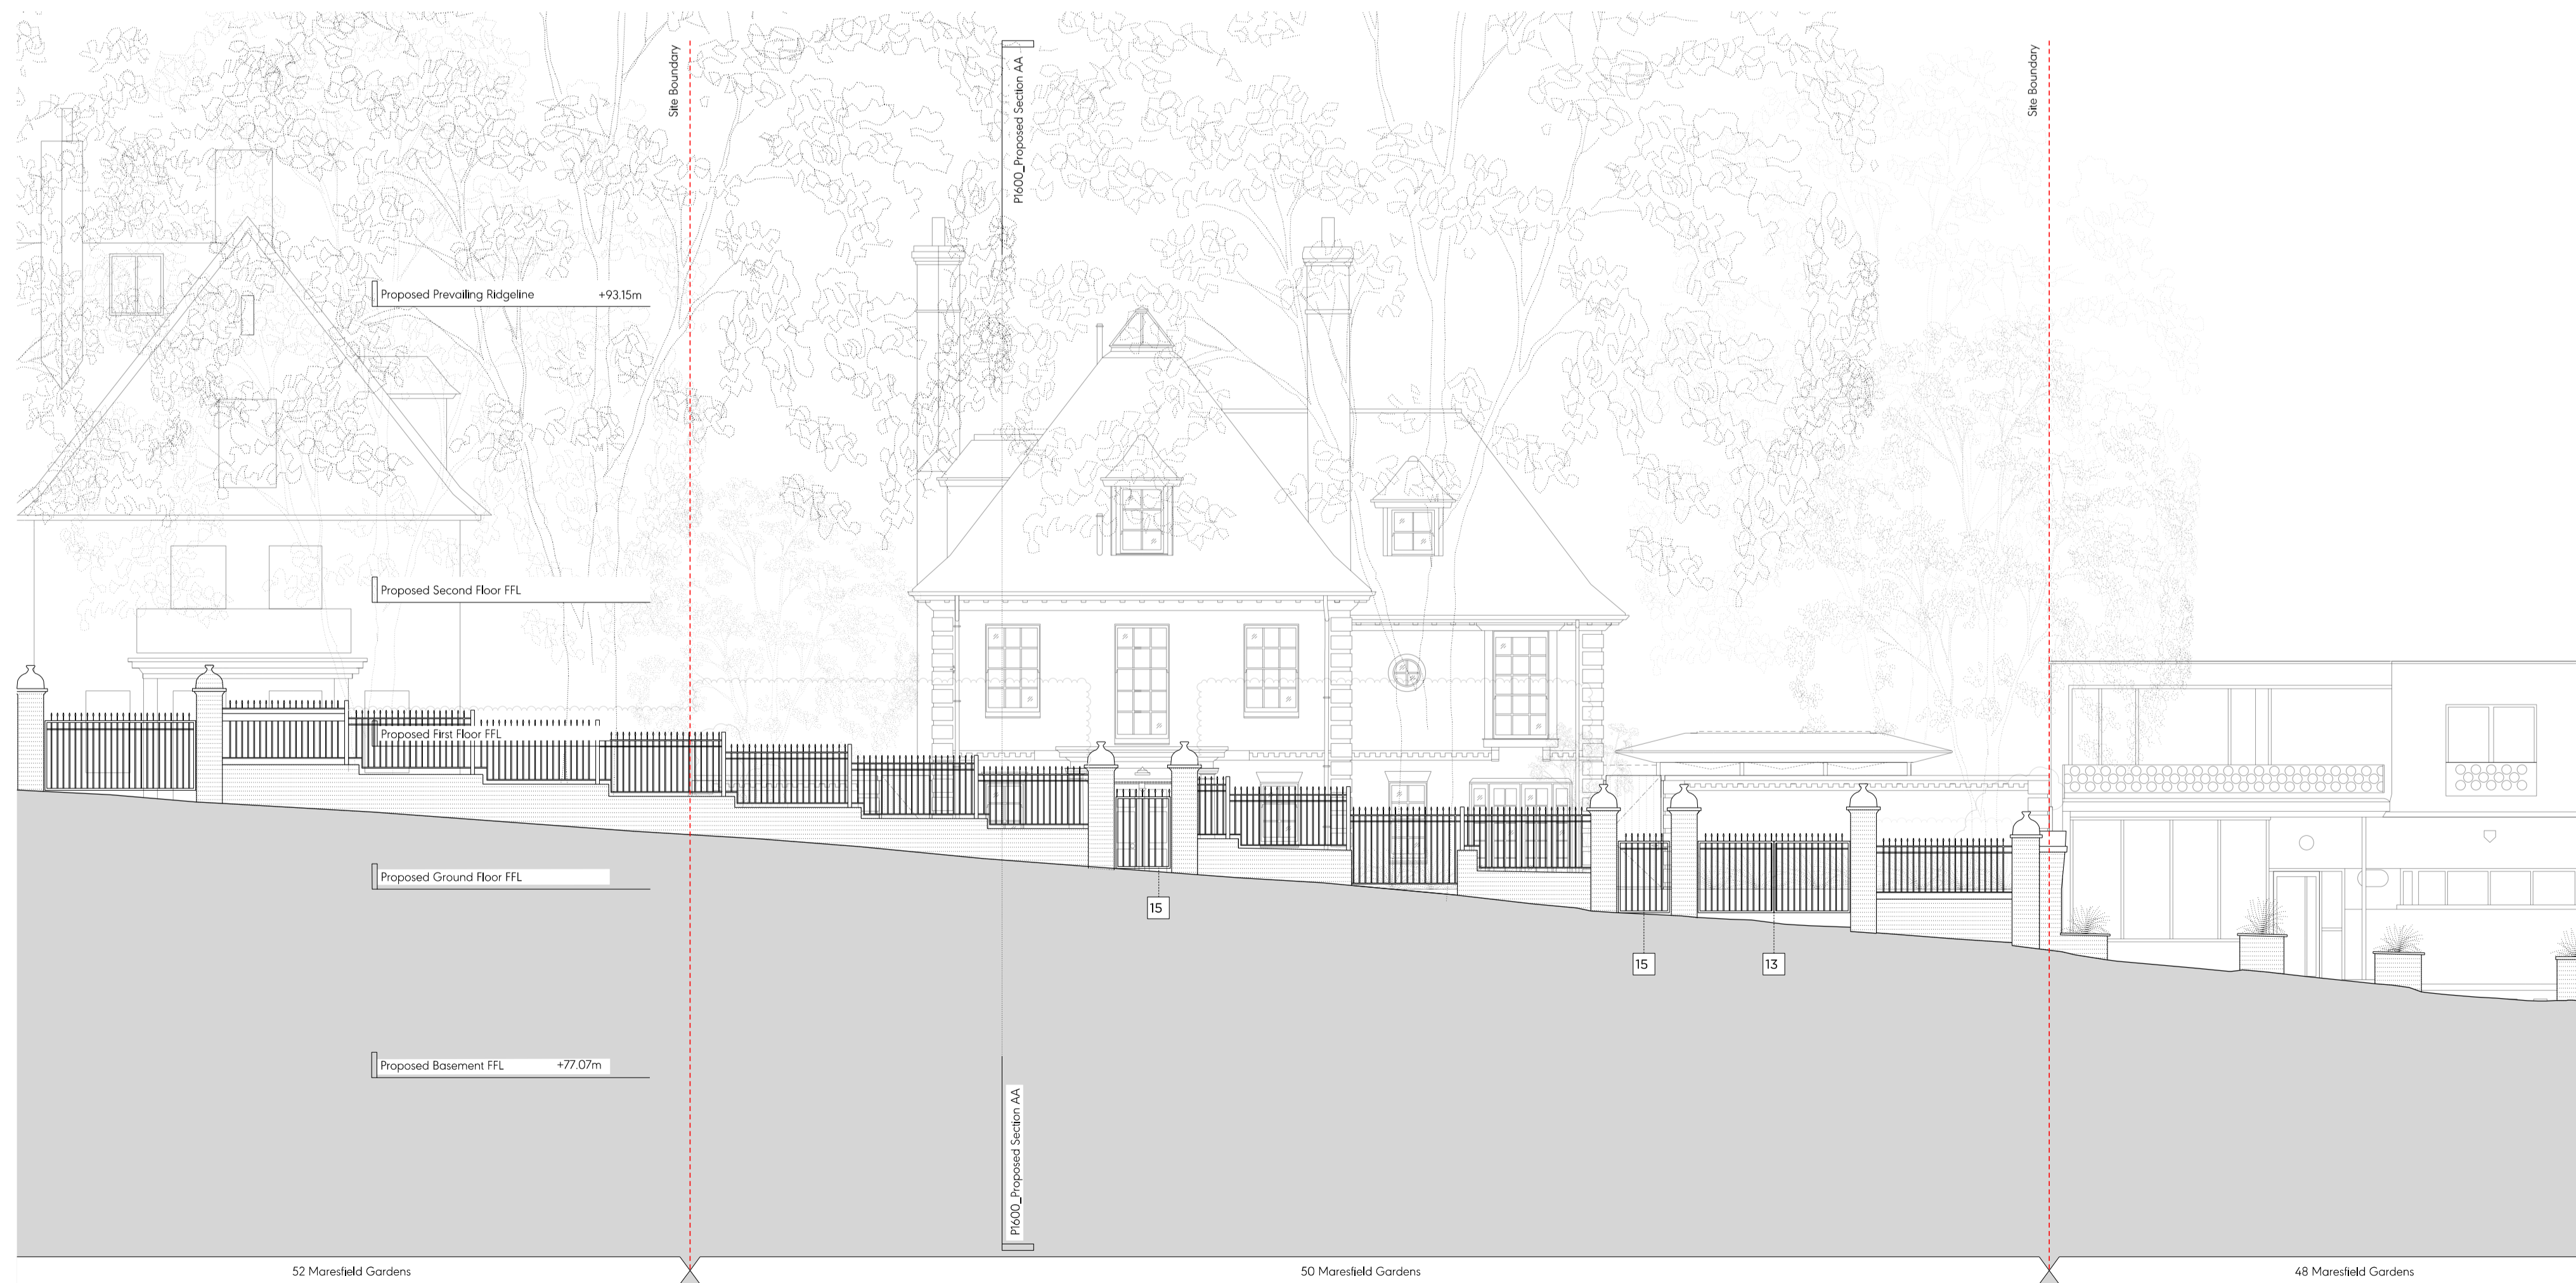 Site Boundary
P1600_Proposed Section AA
Site Boundary
Proposed Prevailing Ridgeline +93.15m
Proposed Second Floor FFL
Proposed First Floor FFL
Proposed Ground Floor FFL
15
15
13
Proposed Basement FFL +77.07m
P1600_Proposed Section AA
52 Maresfield Gardens
50 Maresfield Gardens
48 Maresfield Gardens